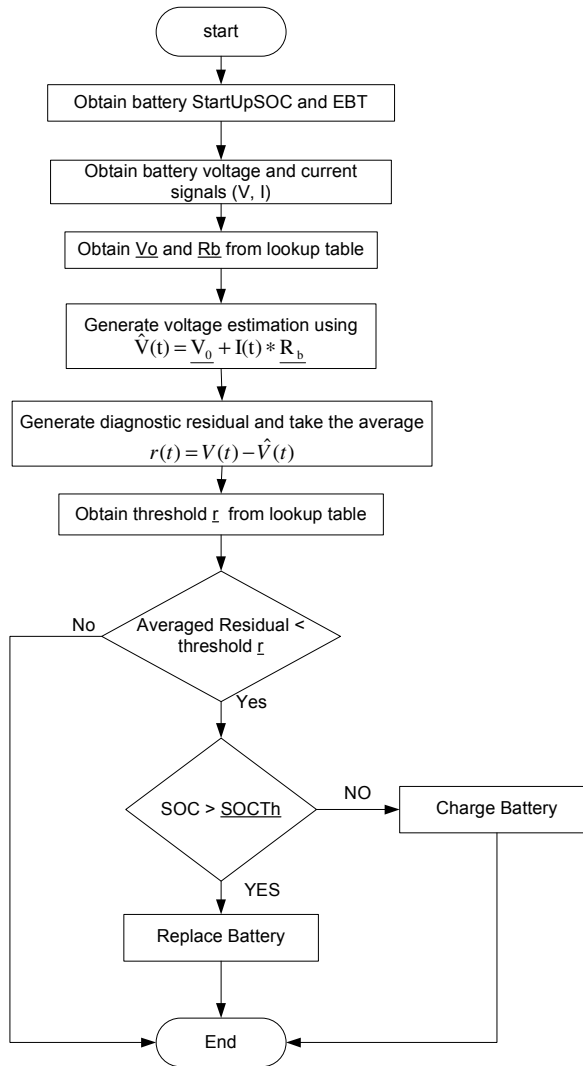 start
Obtain battery StartUpSOC and EBT
Obtain battery voltage and current
signals (V, I)
Obtain Vo and Rb from lookup table
Generate voltage estimation using
V̂(t) = V₀ + I(t) * R_b
Generate diagnostic residual and take the average
r(t) = V(t) − V̂(t)
Obtain threshold r from lookup table
No
Averaged Residual <
threshold r
Yes
SOC > SOCTh
NO
Charge Battery
YES
Replace Battery
End